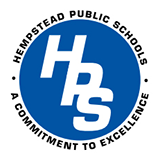 • HEMPSTEAD PUBLIC SCHOOLS •
HPS
A COMMITMENT TO EXCELLENCE